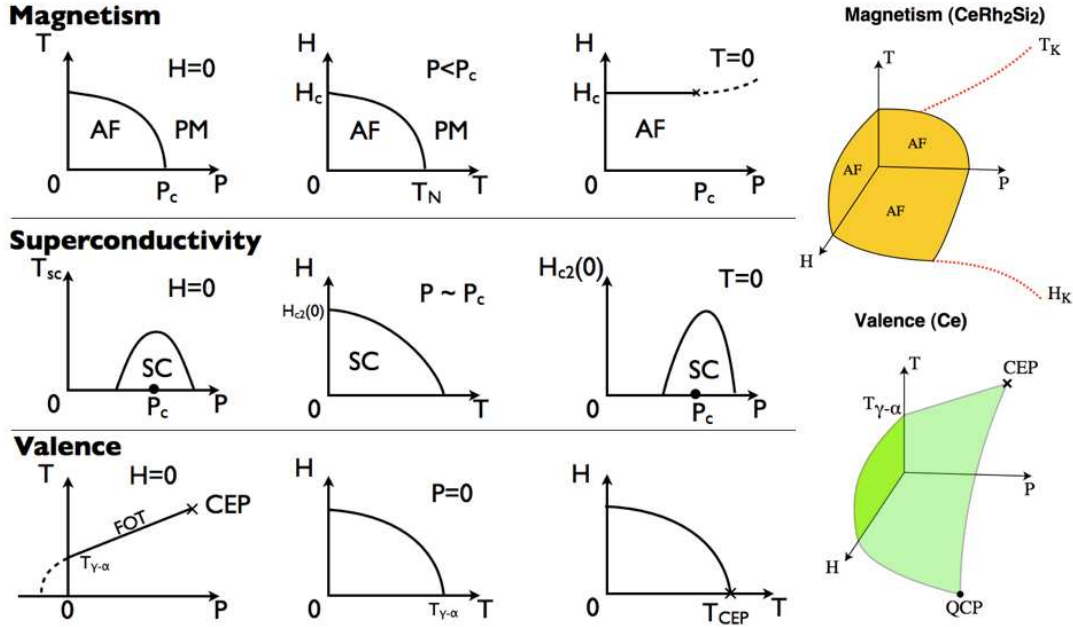 Magnetism
T
H=0
AF
PM
0
Pc
P
H
P<Pc
Hc
AF
PM
0
TN
T
H
T=0
Hc
AF
0
Pc
P
Superconductivity
Tsc
H=0
SC
0
Pc
P
H
P ~ Pc
Hc2(0)
SC
0
T
Hc2(0)
T=0
SC
0
Pc
P
Valence
T
H=0
CEP
FOT
Tγ-α
0
P
H
P=0
0
Tγ-α
T
H
0
TCEP
T
Magnetism (CeRh2Si2)
TK
T
AF
AF
AF
P
H
HK
Valence (Ce)
T
CEP
Tγ-α
P
H
QCP